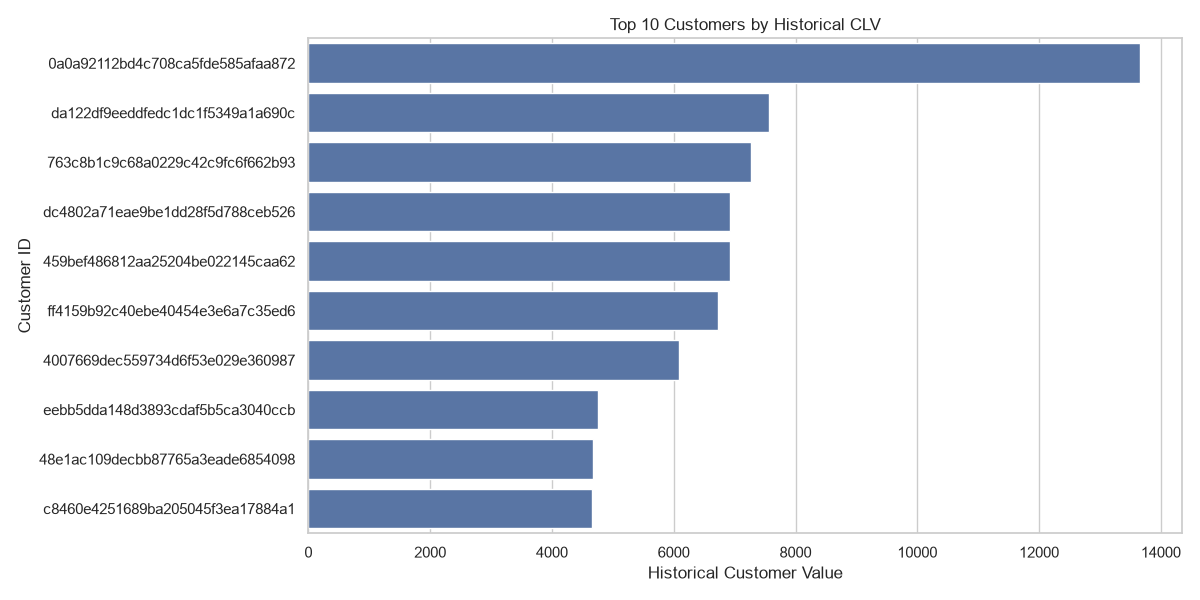 Top 10 Customers by Historical CLV
Customer ID
0a0a92112bd4c708ca5fde585afaa872
da122df9eeddfedc1dc1f5349a1a690c
763c8b1c9c68a0229c42c9fc6f662b93
dc4802a71eae9be1dd28f5d788ceb526
459bef486812aa25204be022145caa62
ff4159b92c40ebe40454e3e6a7c35ed6
4007669dec559734d6f53e029e360987
eebb5dda148d3893cdaf5b5ca3040ccb
48e1ac109decbb87765a3eade6854098
c8460e4251689ba205045f3ea17884a1
0 2000 4000 6000 8000 10000 12000 14000
Historical Customer Value